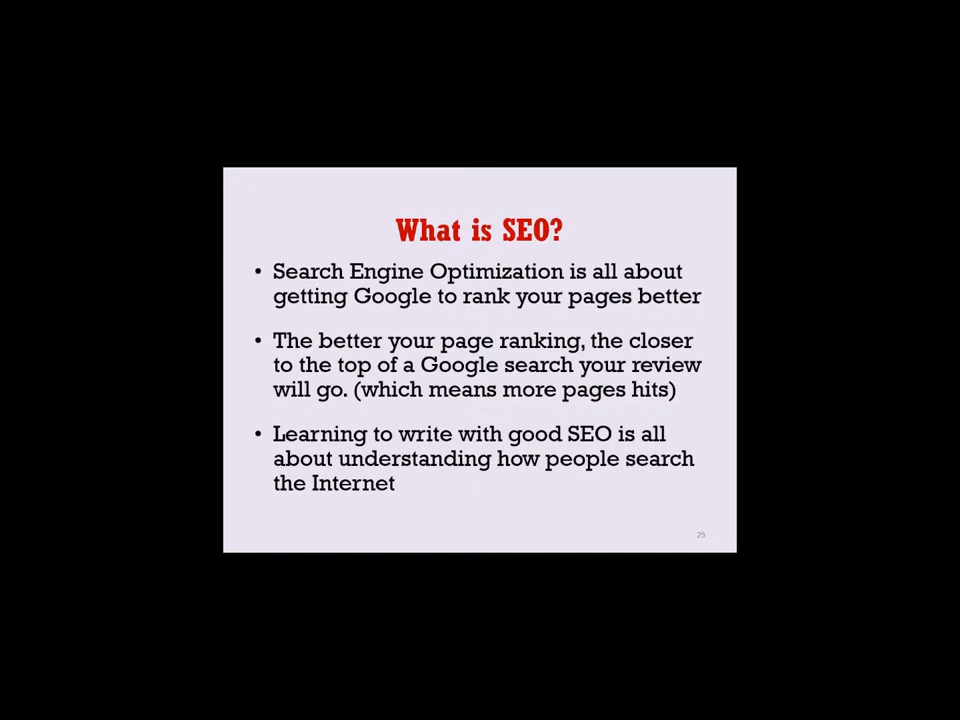 What is SEO?
• Search Engine Optimization is all about
getting Google to rank your pages better
• The better your page ranking, the closer
to the top of a Google search your review
will go. (which means more pages hits)
• Learning to write with good SEO is all
about understanding how people search
the Internet
25